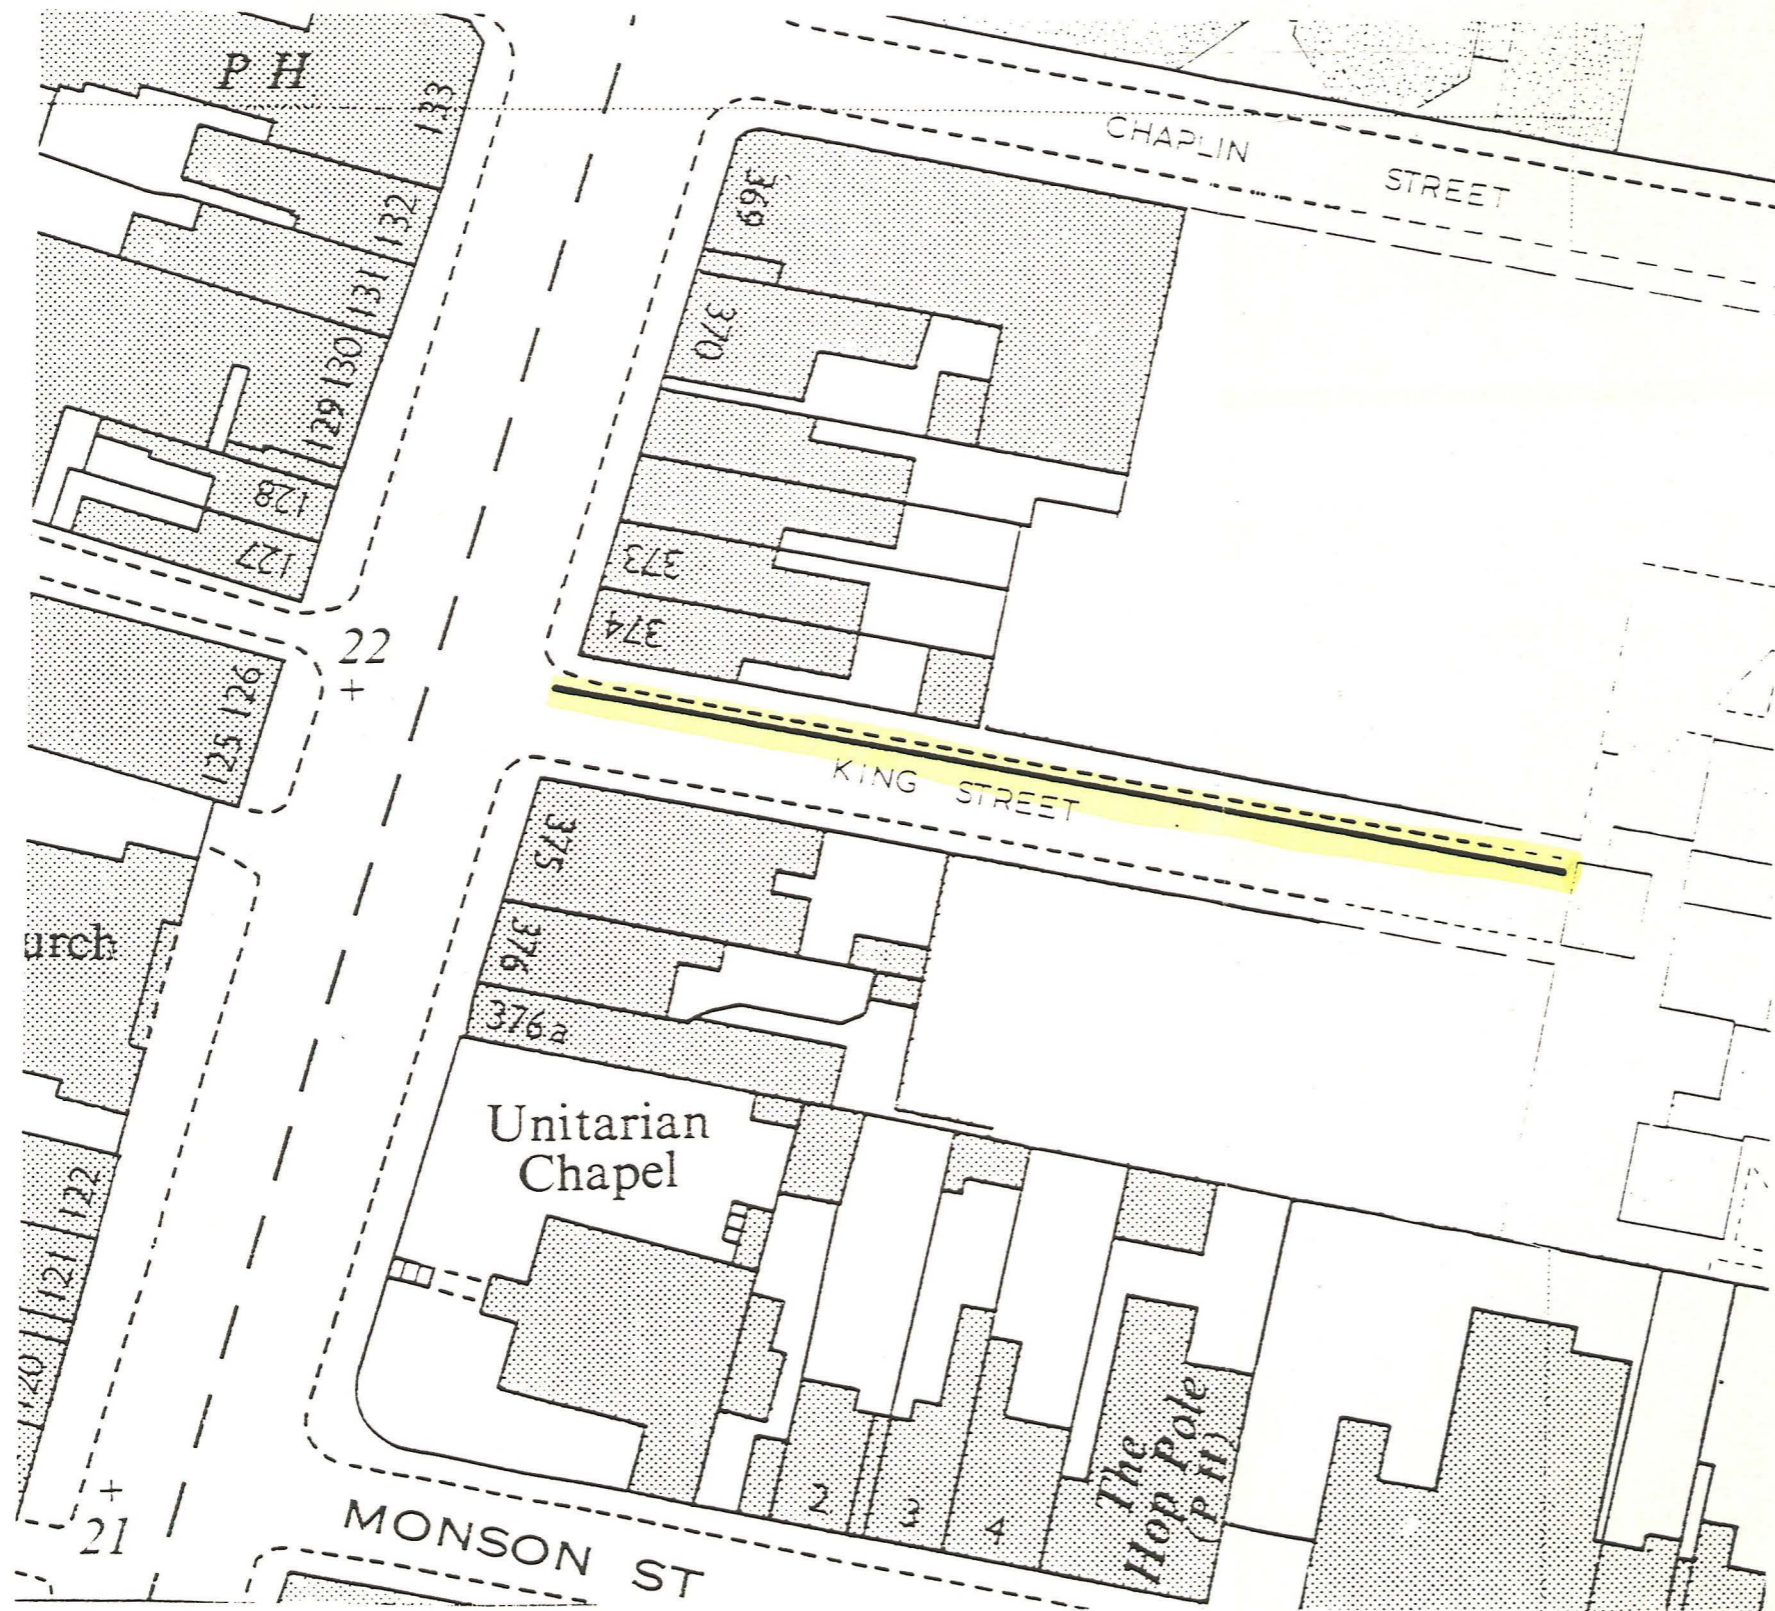 P H
133
132
131
130
129
128
127
22
126
125
urch
122
121
120
21
CHAPLIN
STREET
369
370
373
374
KING STREET
375
376
376a
Unitarian
Chapel
2
3
4
The
Hop Pole
(P H)
MONSON ST